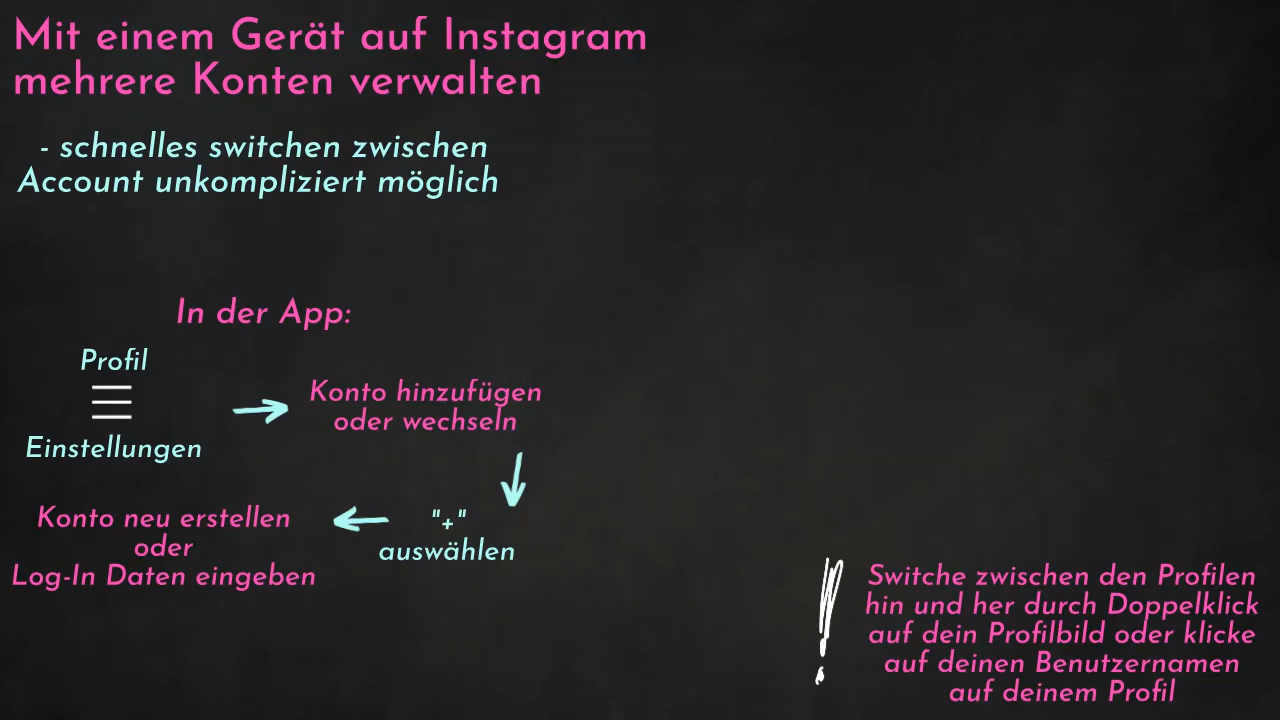 Mit einem Gerät auf Instagram
mehrere Konten verwalten
- schnelles switchen zwischen
Account unkompliziert möglich
In der App:
Profil
Einstellungen
Konto hinzufügen
oder wechseln
"+"
auswählen
Konto neu erstellen
oder
Log-In Daten eingeben
!
Switche zwischen den Profilen
hin und her durch Doppelklick
auf dein Profilbild oder klicke
auf deinen Benutzernamen
auf deinem Profil